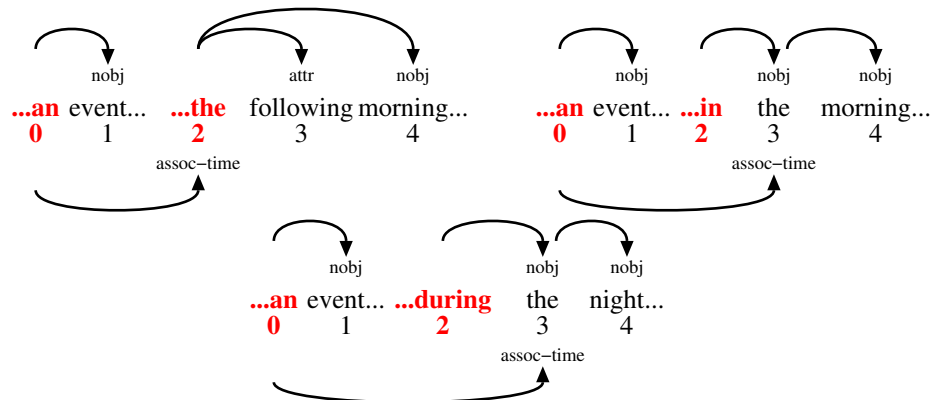 nobj attr nobj
...an event... ...the following morning...
0 1 2 3 4
assoc-time
nobj nobj nobj
...an event... ...in the morning...
0 1 2 3 4
assoc-time
nobj nobj nobj
...an event... ...during the night...
0 1 2 3 4
assoc-time